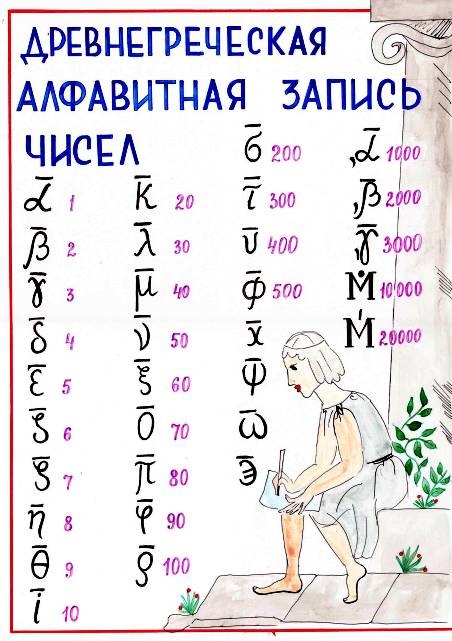 ДРЕВНЕГРЕЧЕСКАЯ
АЛФАВИТНАЯ ЗАПИСЬ
ЧИСЕЛ
ᾱ 1
β̄ 2
γ̄ 3
δ̄ 4
ε̄ 5
ϛ̄ 6
ζ̄ 7
η̄ 8
θ̄ 9
ῑ 10
κ̄ 20
λ̄ 30
μ̄ 40
ν̄ 50
ξ̄ 60
ο̄ 70
π̄ 80
φ̄ 90
ρ̄ 100
σ̄ 200
τ̄ 300
ῡ 400
φ̄ 500
χ̄
ψ̄
ω̄
э̄
͵ᾱ 1000
͵β̄ 2000
͵γ̄ 3000
Ṁ 10000
Ḿ 20000